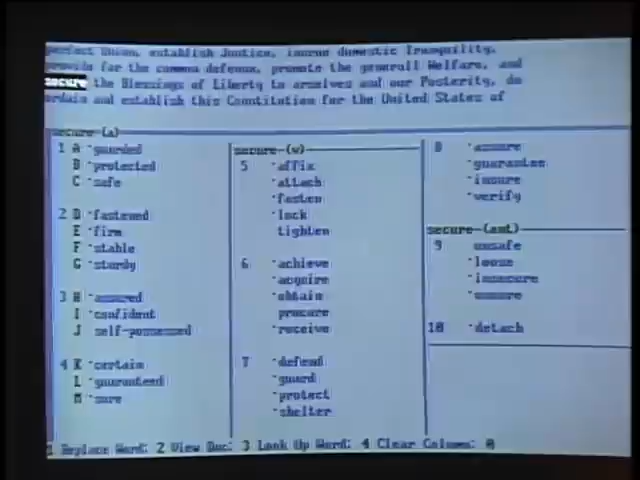 perfect Union, establish Justice, insure domestic Tranquility,
provide for the common defense, promote the generall Welfare, and
secure the Blessings of Liberty to orselves and our Posterity, do
ordain and establish this Constitution for the United States of
secure-(a)
1 A ·guarded
B ·protected
C ·safe
2 D ·fastened
E ·firm
F ·stable
G ·sturdy
3 H ·assured
I ·confident
J self-possessed
4 K ·certain
L ·guaranteed
M ·sure
secure-(v)
5 ·affix
·attach
·fasten
·lock
tighten
6 ·achieve
·acquire
·obtain
procure
·receive
7 ·defend
·guard
·protect
·shelter
8 ·assure
·guarantee
·insure
·verify
secure-(ant)
9 unsafe
·loose
·insecure
·unsure
10 ·detach
1 Replace Word; 2 View Doc; 3 Look Up Word; 4 Clear Column: 0